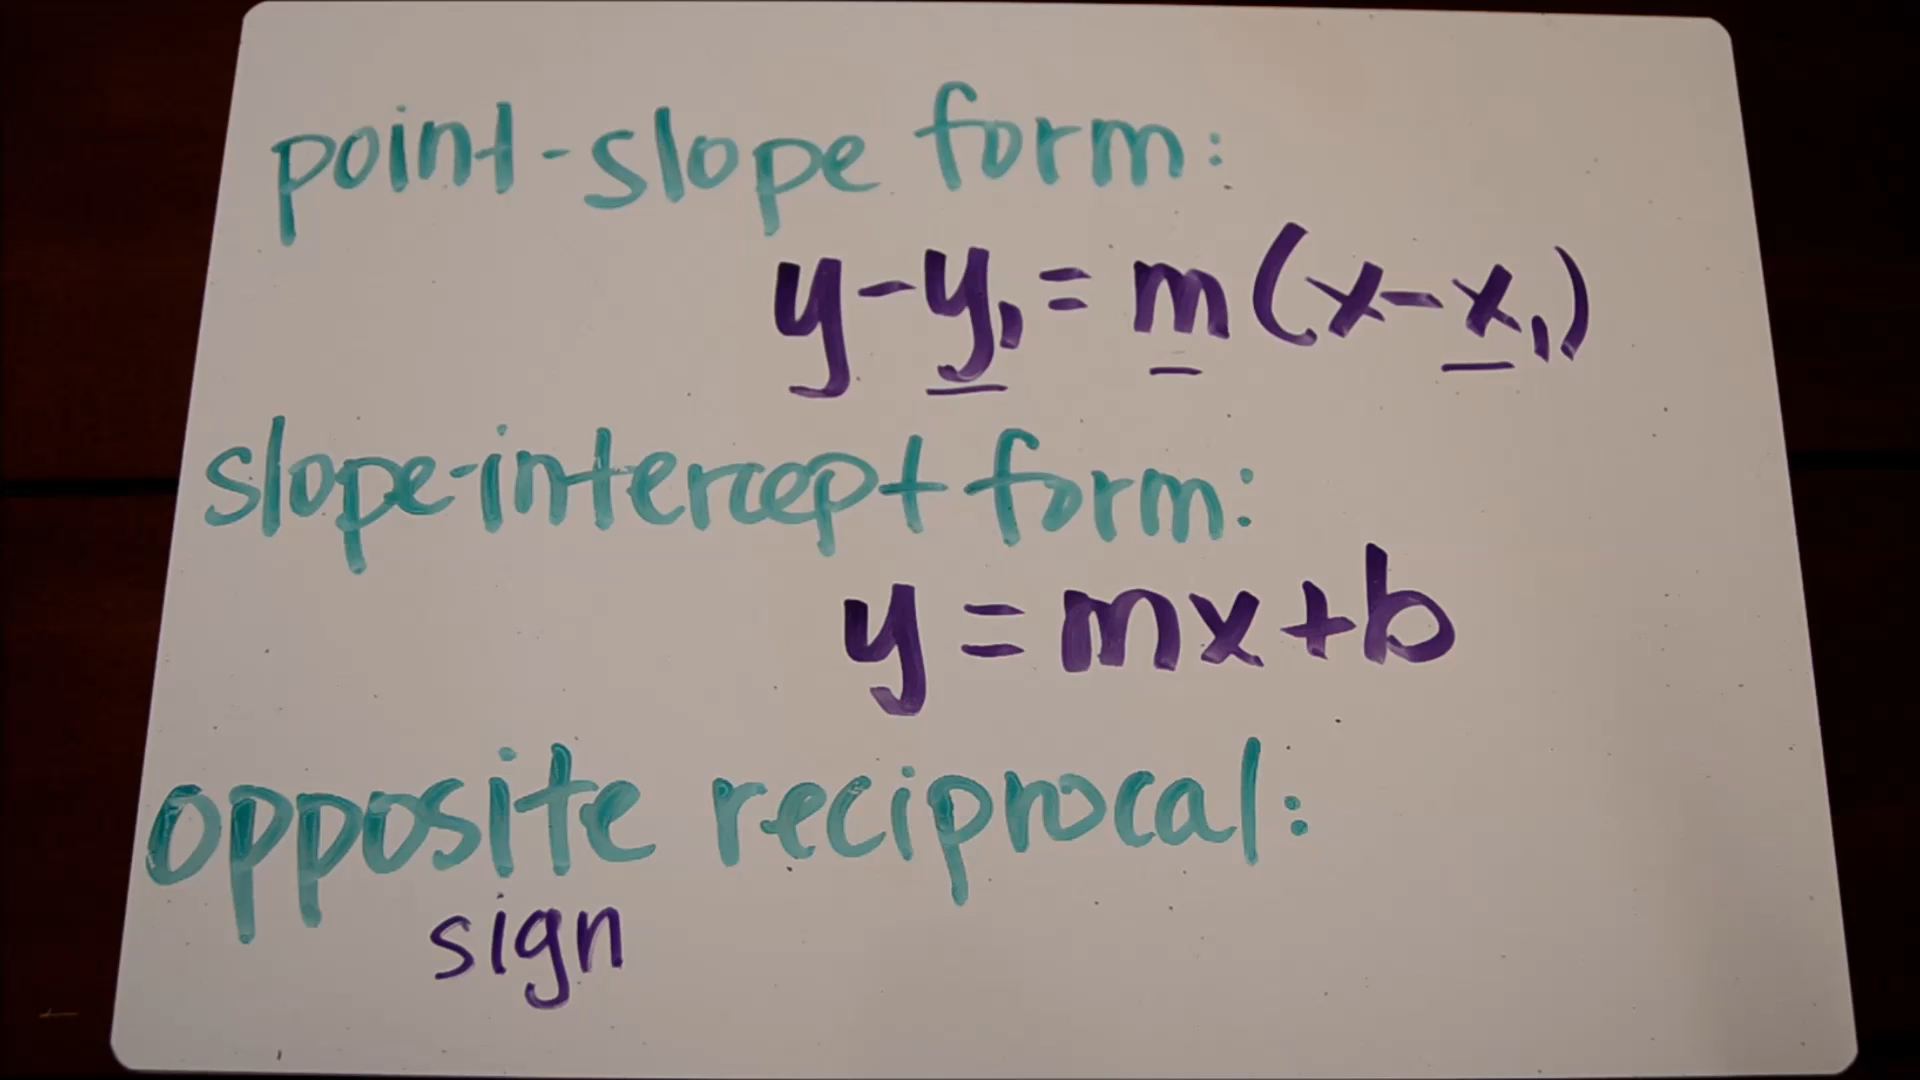 point-slope form:
y-y₁=m(x-x₁)
slope-intercept form:
y=mx+b
opposite reciprocal:
sign